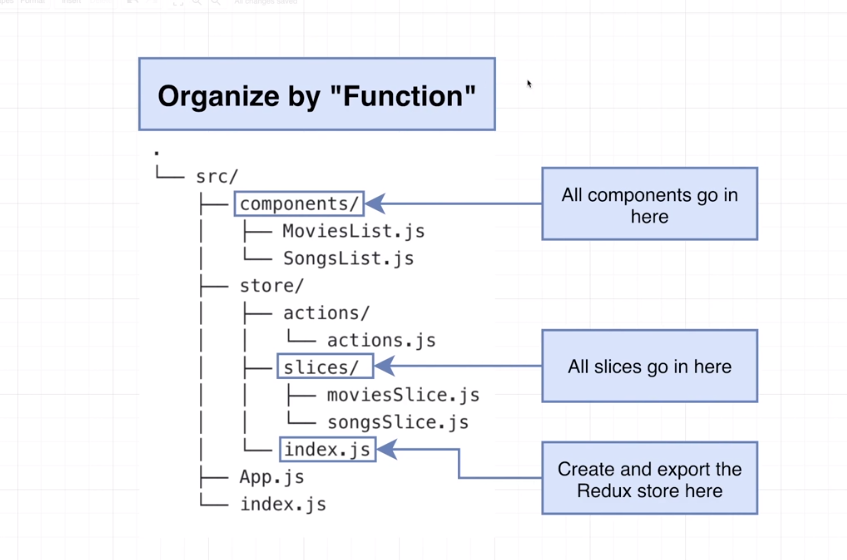 Organize by "Function"
.
└── src/
├── components/
All components go in
here
│ ├── MoviesList.js
│ └── SongsList.js
├── store/
│ ├── actions/
│ │ └── actions.js
│ ├── slices/
All slices go in here
│ │ ├── moviesSlice.js
│ │ └── songsSlice.js
│ └── index.js
Create and export the
Redux store here
├── App.js
└── index.js